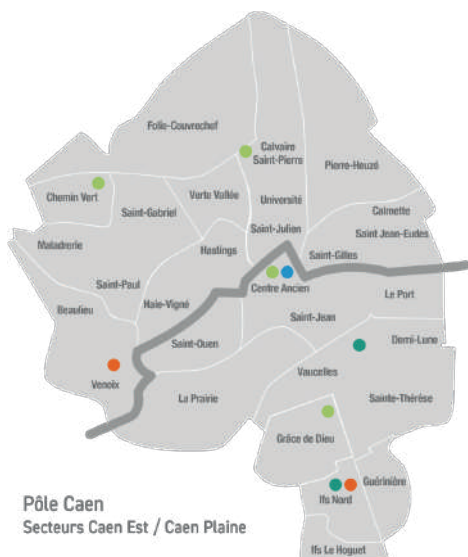 Folie-Couvrechef
Calvaire
Saint-Pierre
Pierre-Heuzé
Chemin Vert
Verte Vallée
Saint-Gabriel
Université
Calmette
Saint-Julien
Saint Jean-Eudes
Maladrerie
Hastings
Saint-Gilles
Saint-Paul
Centre Ancien
Haie-Vigné
Le Port
Beaulieu
Saint-Jean
Demi-Lune
Saint-Ouen
Venoix
Vaucelles
La Prairie
Sainte-Thérèse
Grâce de Dieu
Guérinière
Ifs Nord
Pôle Caen
Secteurs Caen Est / Caen Plaine
Ifs Le Hoguet